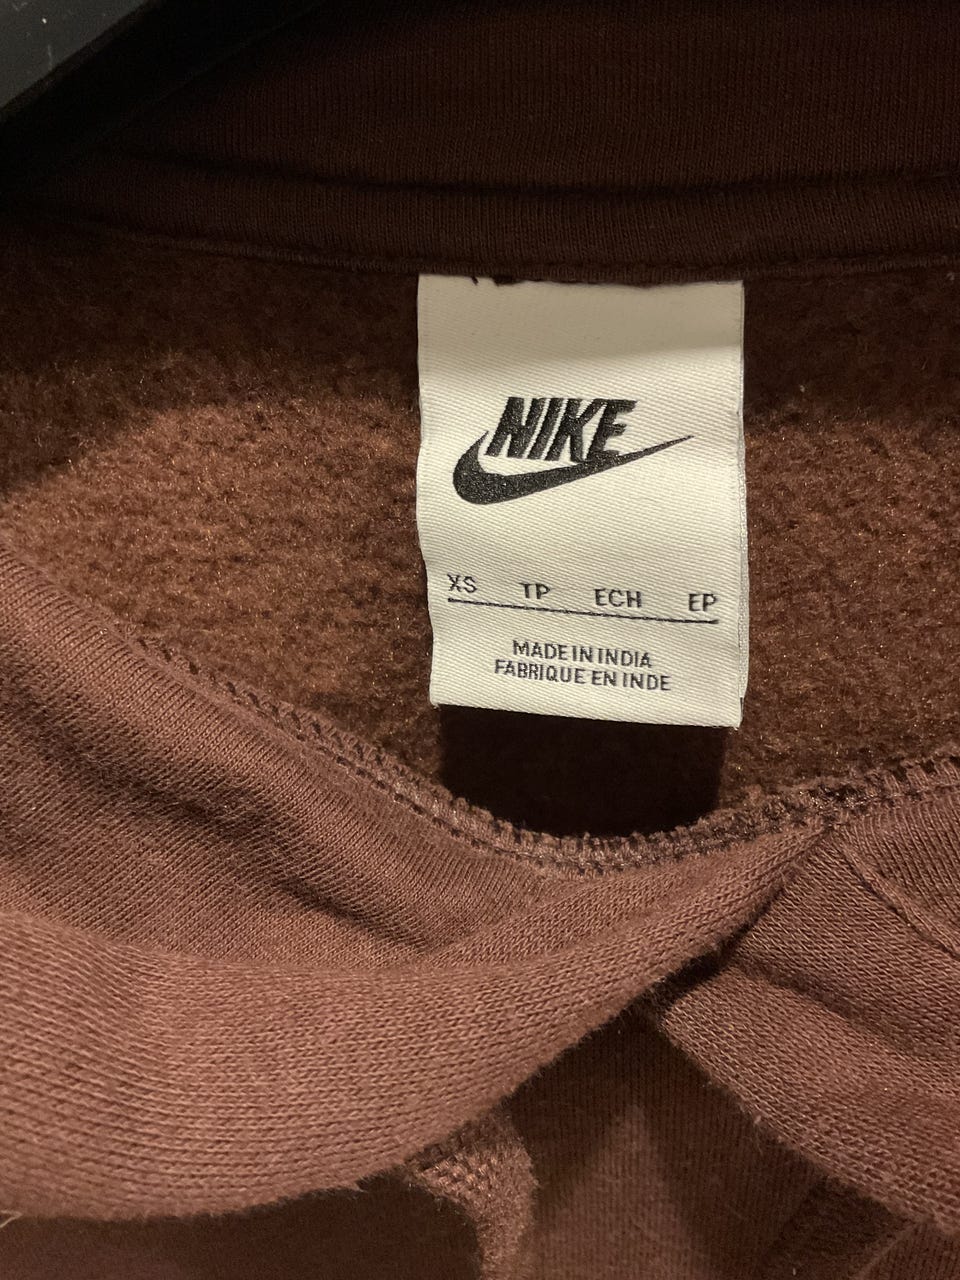 NIKE
XS TP ECH EP
MADE IN INDIA
FABRIQUE EN INDE